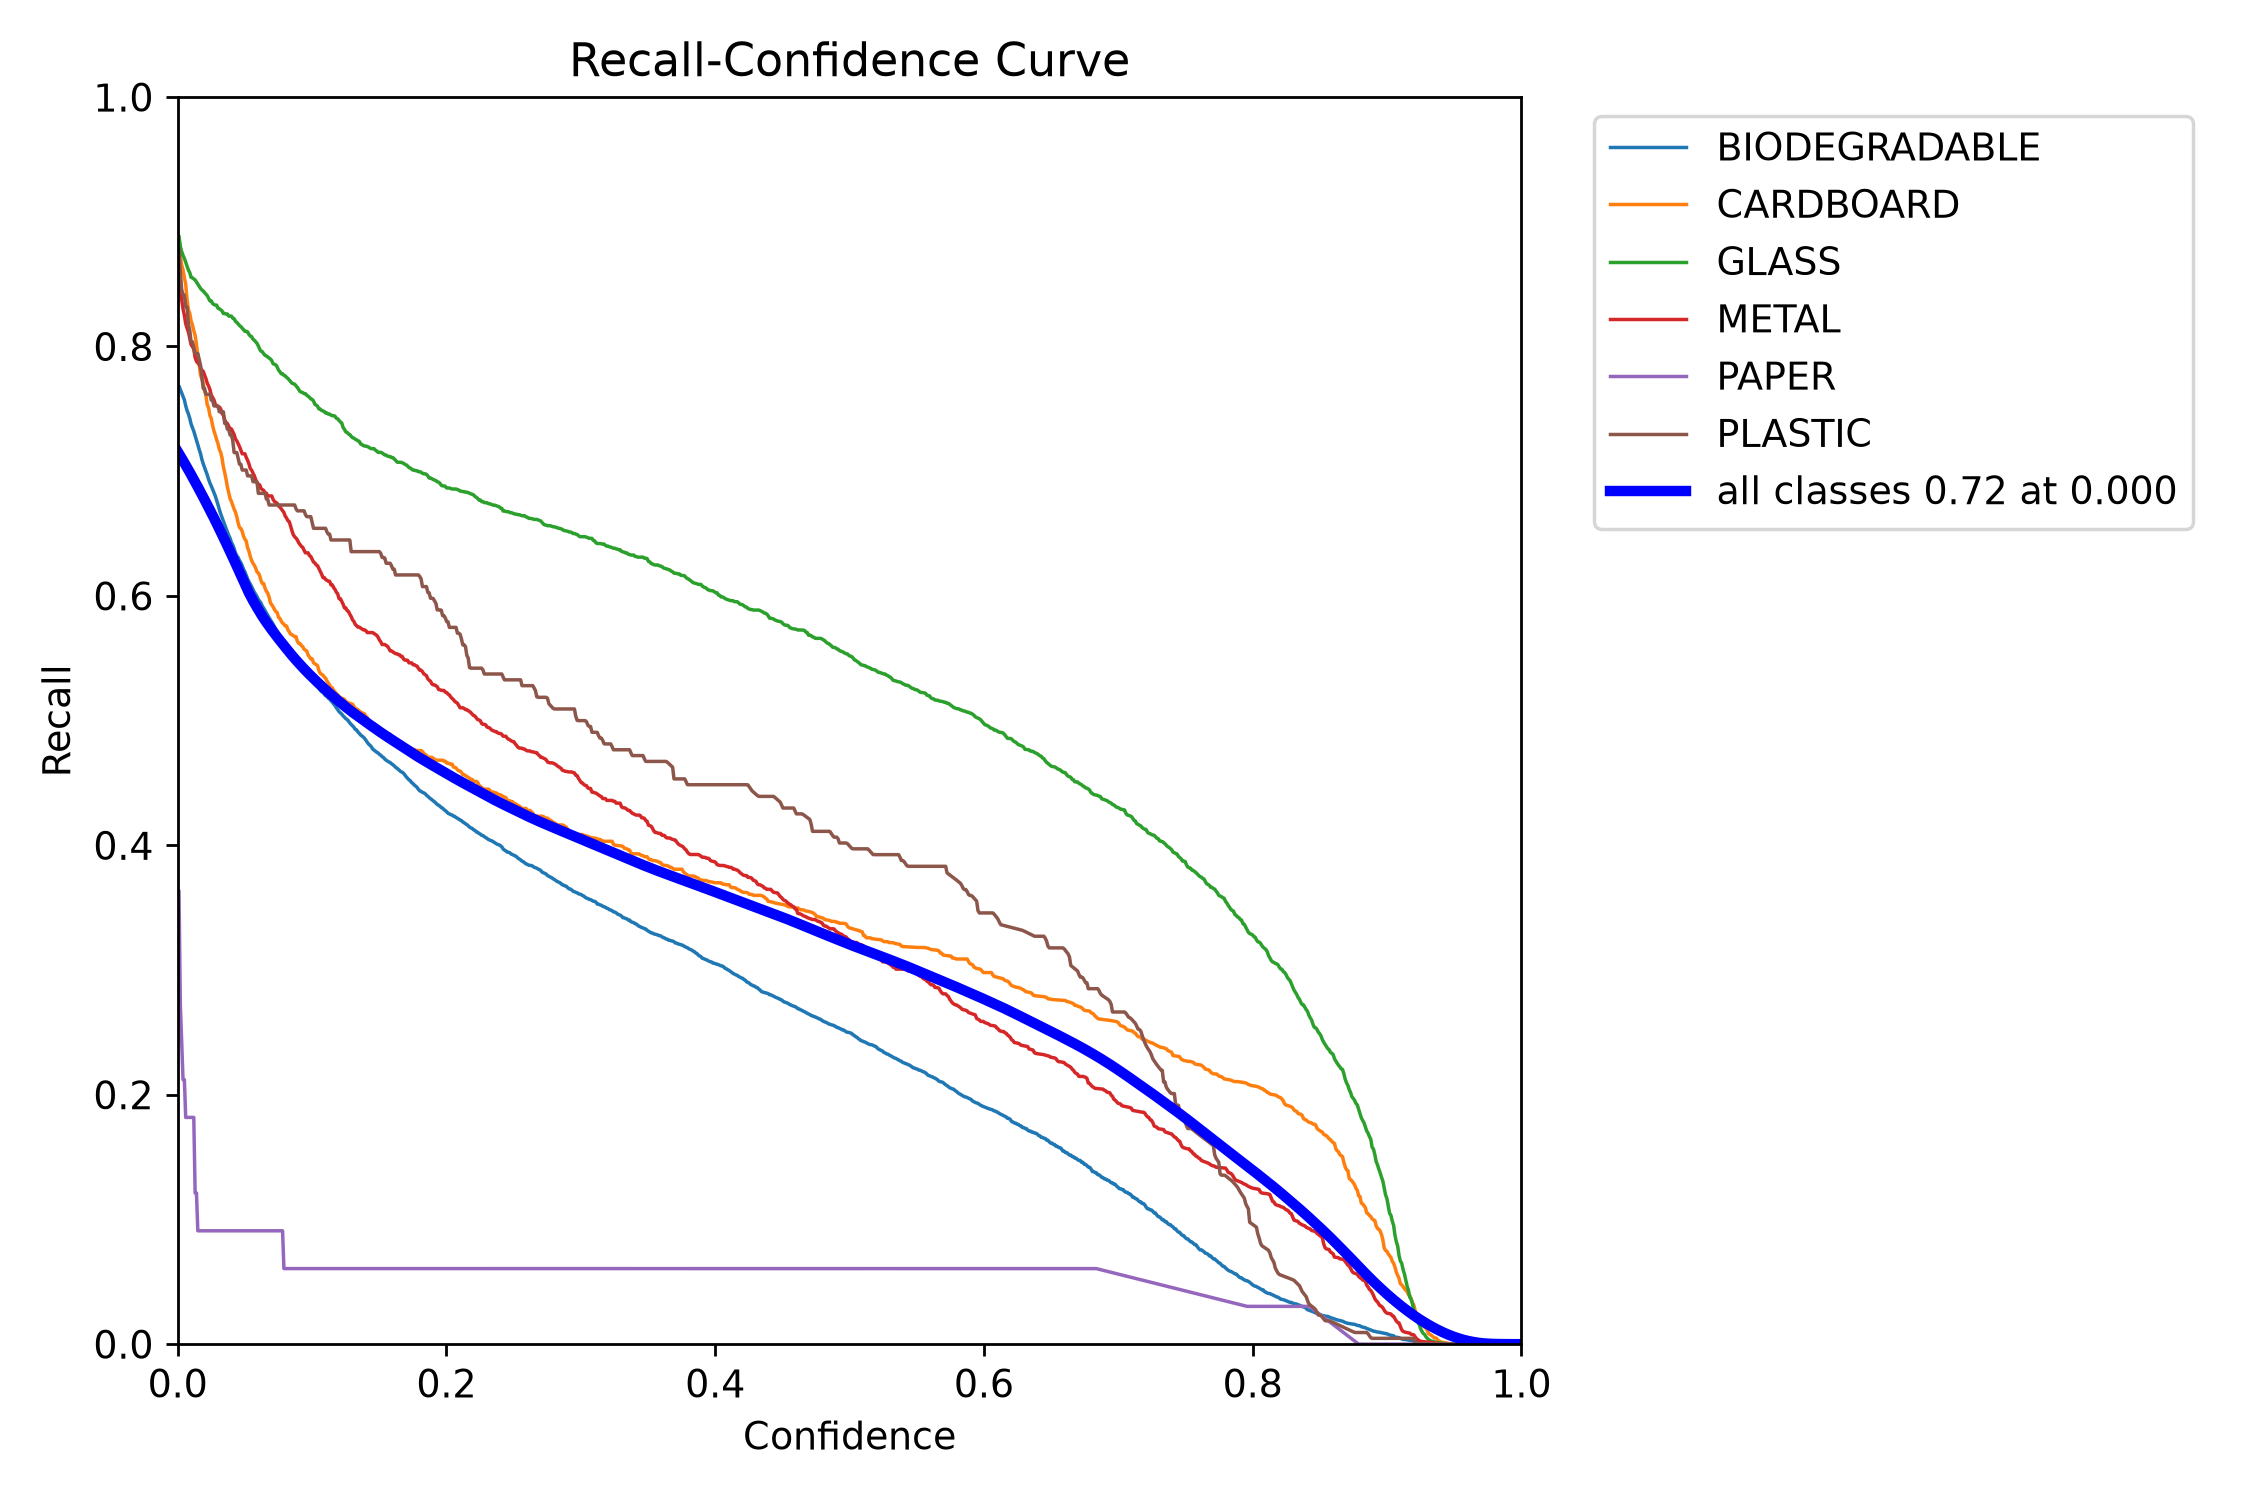 Recall-Confidence Curve
1.0
0.8
0.6
0.4
0.2
0.0
Recall
0.0 0.2 0.4 0.6 0.8 1.0
Confidence
BIODEGRADABLE
CARDBOARD
GLASS
METAL
PAPER
PLASTIC
all classes 0.72 at 0.000